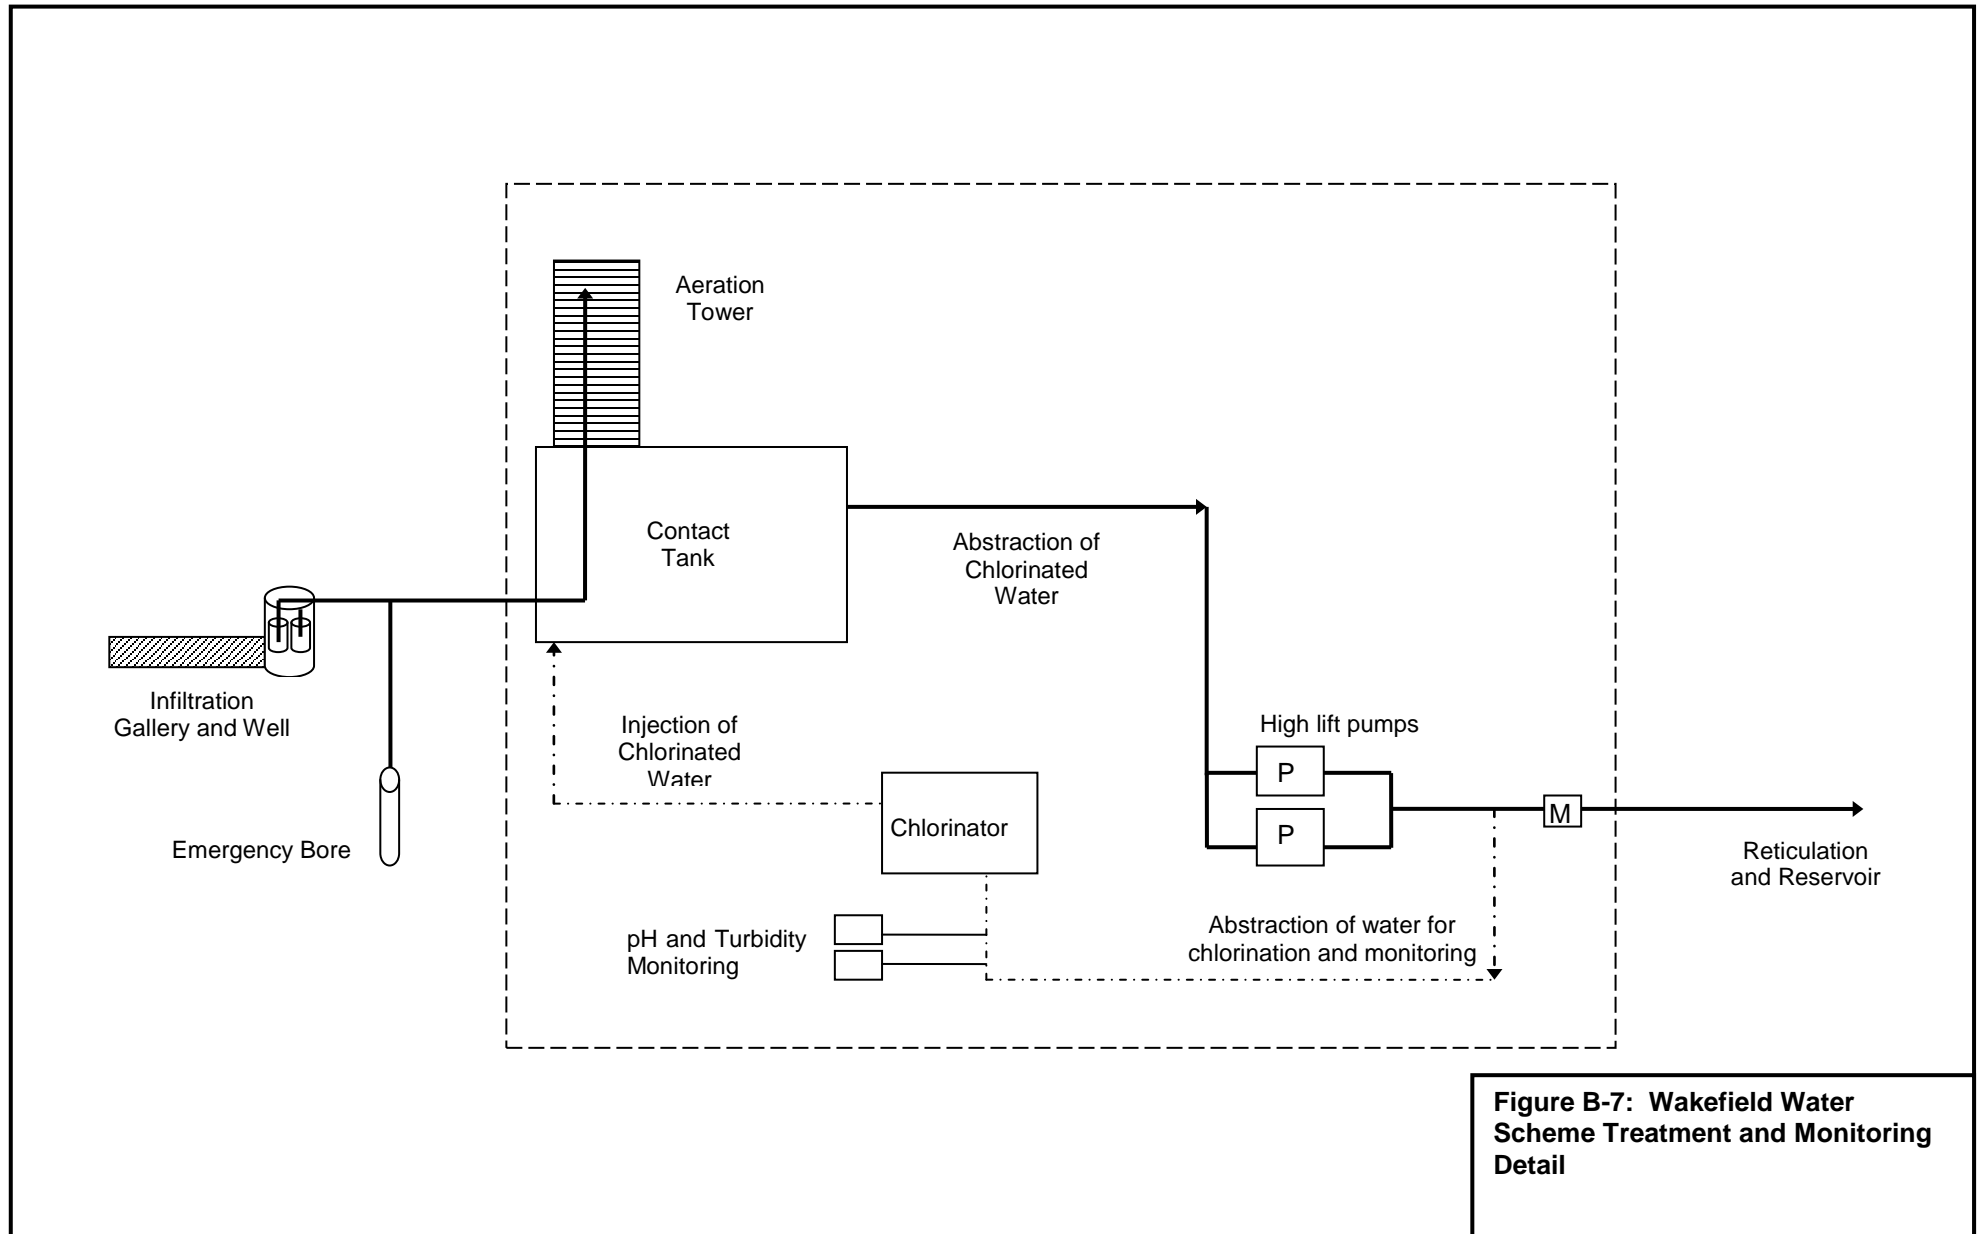 Aeration
Tower
Contact
Tank
Abstraction of
Chlorinated
Water
Infiltration
Gallery and Well
Injection of
Chlorinated
Water
High lift pumps
P
P
M
Chlorinator
Emergency Bore
Reticulation
and Reservoir
pH and Turbidity
Monitoring
Abstraction of water for
chlorination and monitoring
Figure B-7: Wakefield Water
Scheme Treatment and Monitoring
Detail